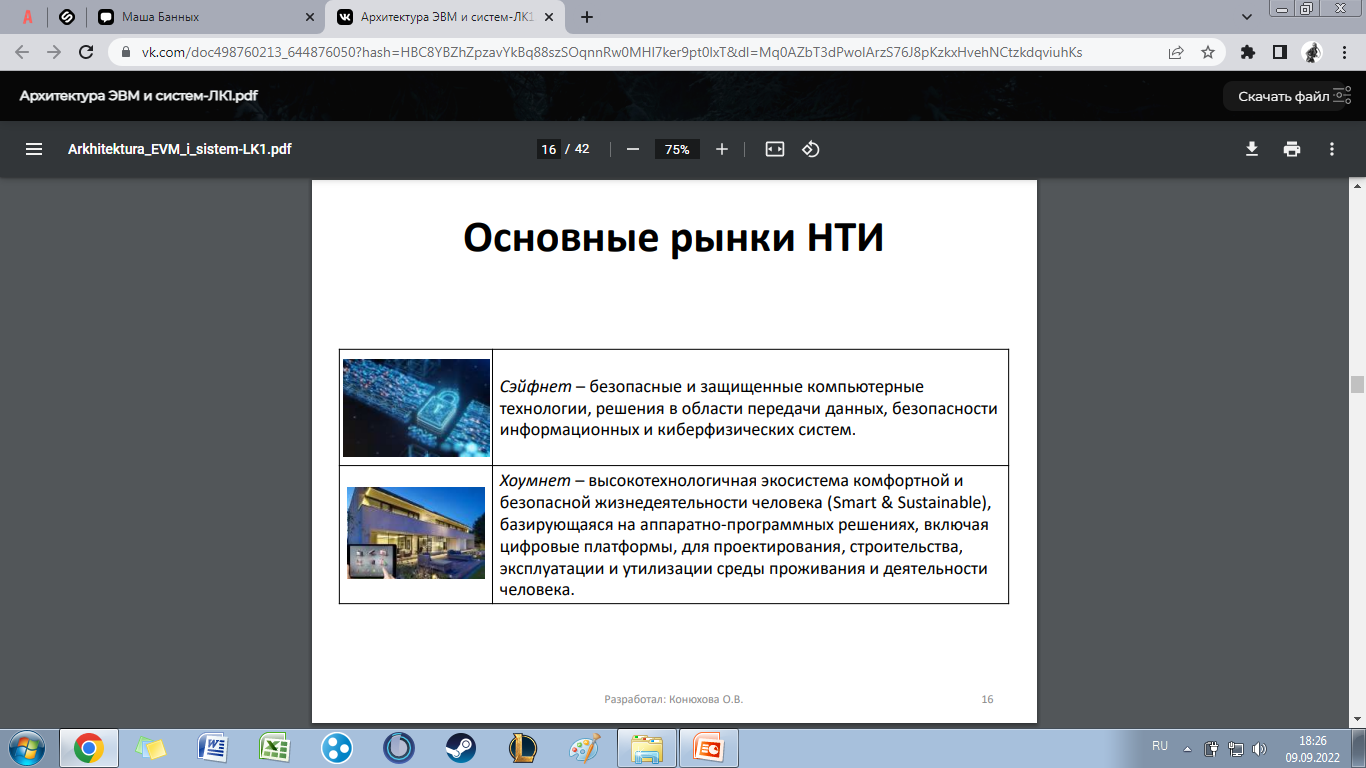 Маша Банных
Архитектура ЭВМ и систем-ЛК1
vk.com/doc498760213_644876050?hash=HBC8YBZhZpzavYkBq88szSOqnnRw0MHl7ker9pt0lxT&dl=Mq0AZbT3dPwolArzS76J8pKzkxHvehNCtzkdqviuhKs
Архитектура ЭВМ и систем-ЛК1.pdf
Скачать файл
Arkhitektura_EVM_i_sistem-LK1.pdf
16 / 42
75%
Основные рынки НТИ
Сэйфнет – безопасные и защищенные компьютерные
технологии, решения в области передачи данных, безопасности
информационных и киберфизических систем.
Хоумнет – высокотехнологичная экосистема комфортной и
безопасной жизнедеятельности человека (Smart & Sustainable),
базирующаяся на аппаратно-программных решениях, включая
цифровые платформы, для проектирования, строительства,
эксплуатации и утилизации среды проживания и деятельности
человека.
Разработал: Конюхова О.В.
16
RU
18:26
09.09.2022